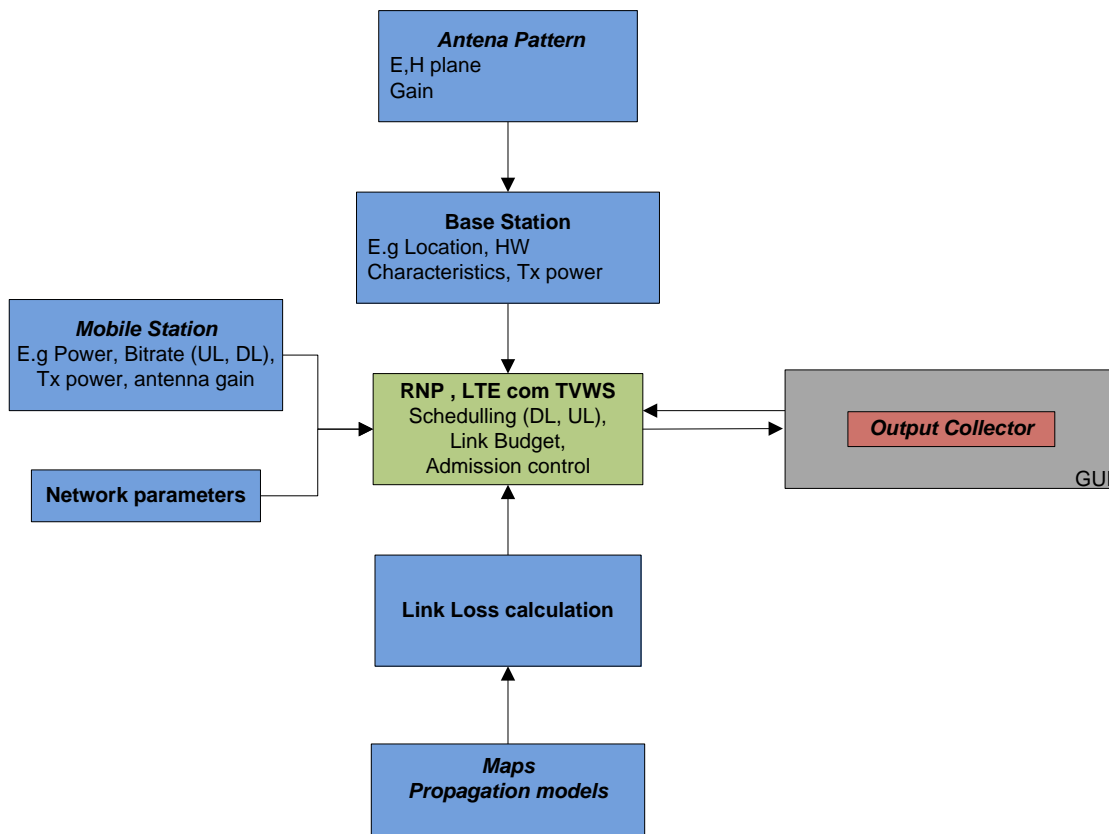 Antena Pattern
E,H plane
Gain
Base Station
E.g Location, HW
Characteristics, Tx power
Mobile Station
E.g Power, Bitrate (UL, DL),
Tx power, antenna gain
Network parameters
RNP , LTE com TVWS
Schedulling (DL, UL),
Link Budget,
Admission control
Output Collector
GUI
Link Loss calculation
Maps
Propagation models